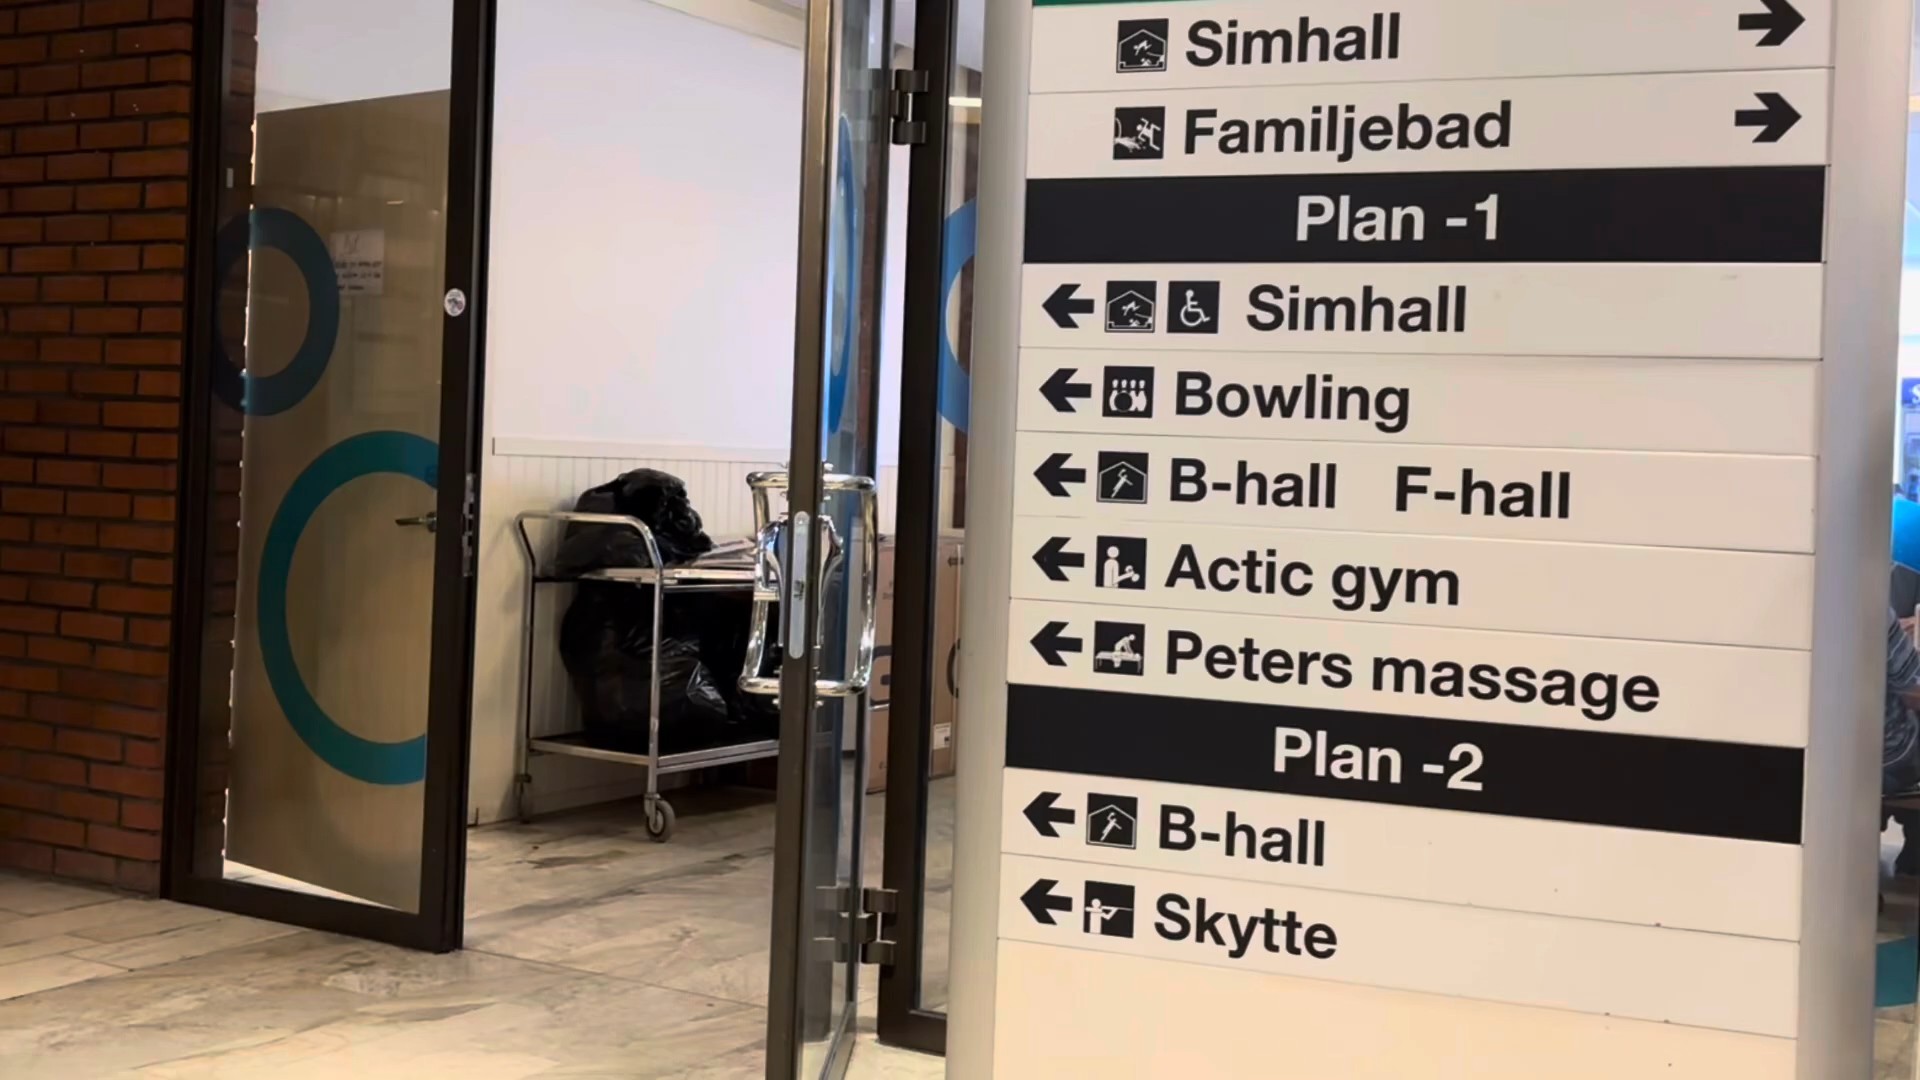 Simhall
Familjebad
Plan -1
Simhall
Bowling
B-hall F-hall
Actic gym
Peters massage
Plan -2
B-hall
Skytte